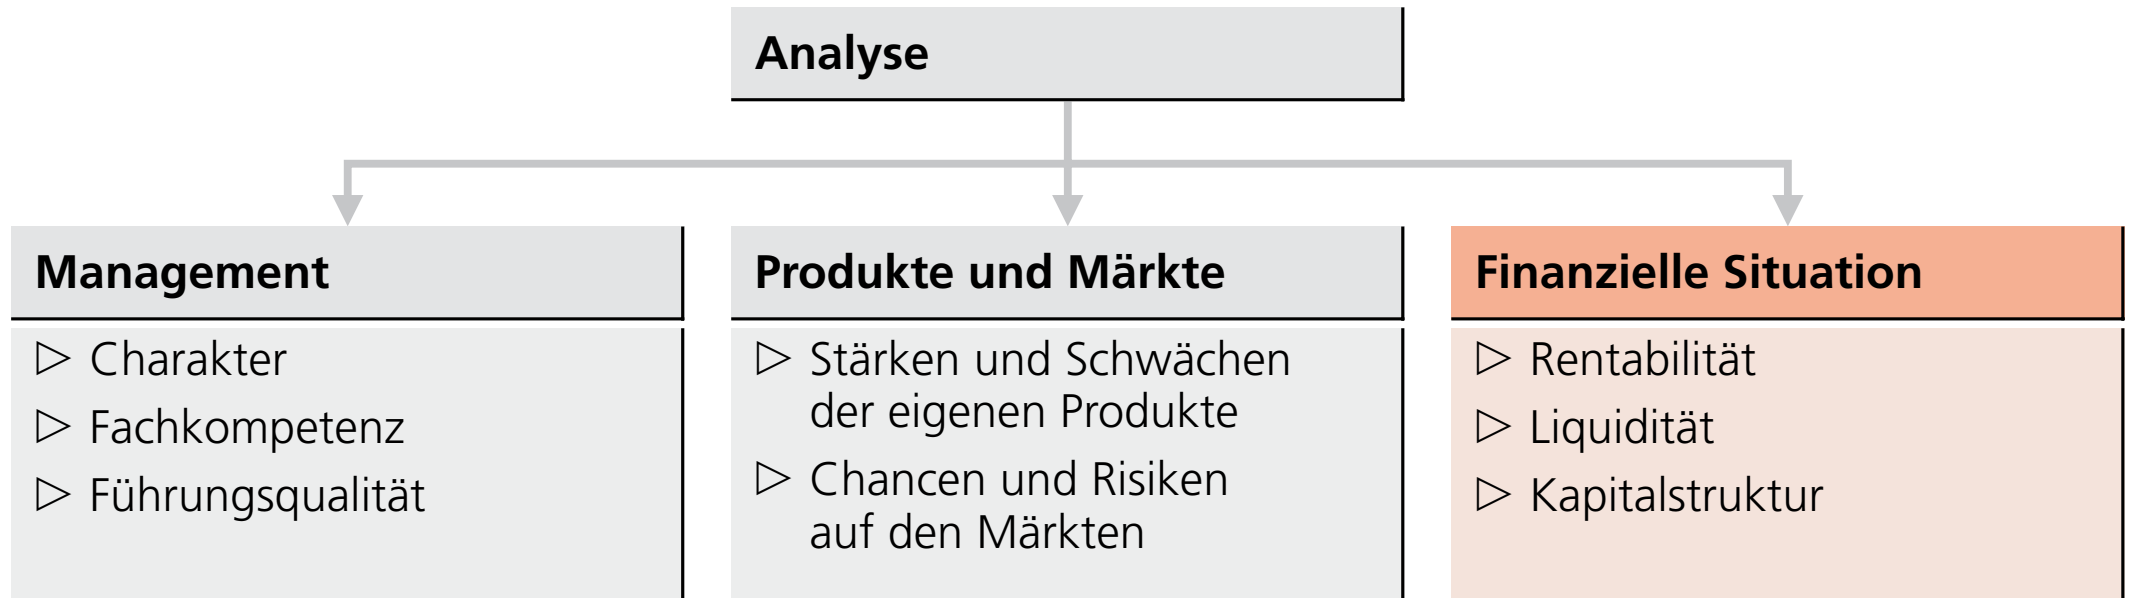 Analyse
Management
▷ Charakter
▷ Fachkompetenz
▷ Führungsqualität
Produkte und Märkte
▷ Stärken und Schwächen
der eigenen Produkte
▷ Chancen und Risiken
auf den Märkten
Finanzielle Situation
▷ Rentabilität
▷ Liquidität
▷ Kapitalstruktur